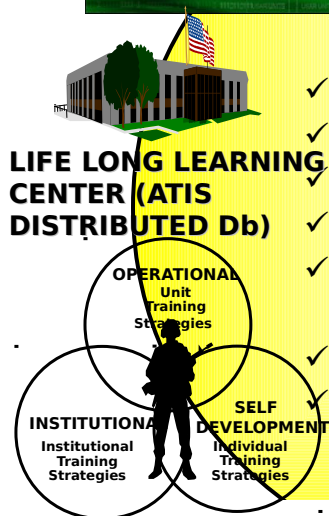 LIFE LONG LEARNING
CENTER (ATIS
DISTRIBUTED Db)
OPERATIONAL
Unit
Training
Strategies
INSTITUTIONA
Institutional
Training
Strategies
SELF
DEVELOPMENT
Individual
Training
Strategies